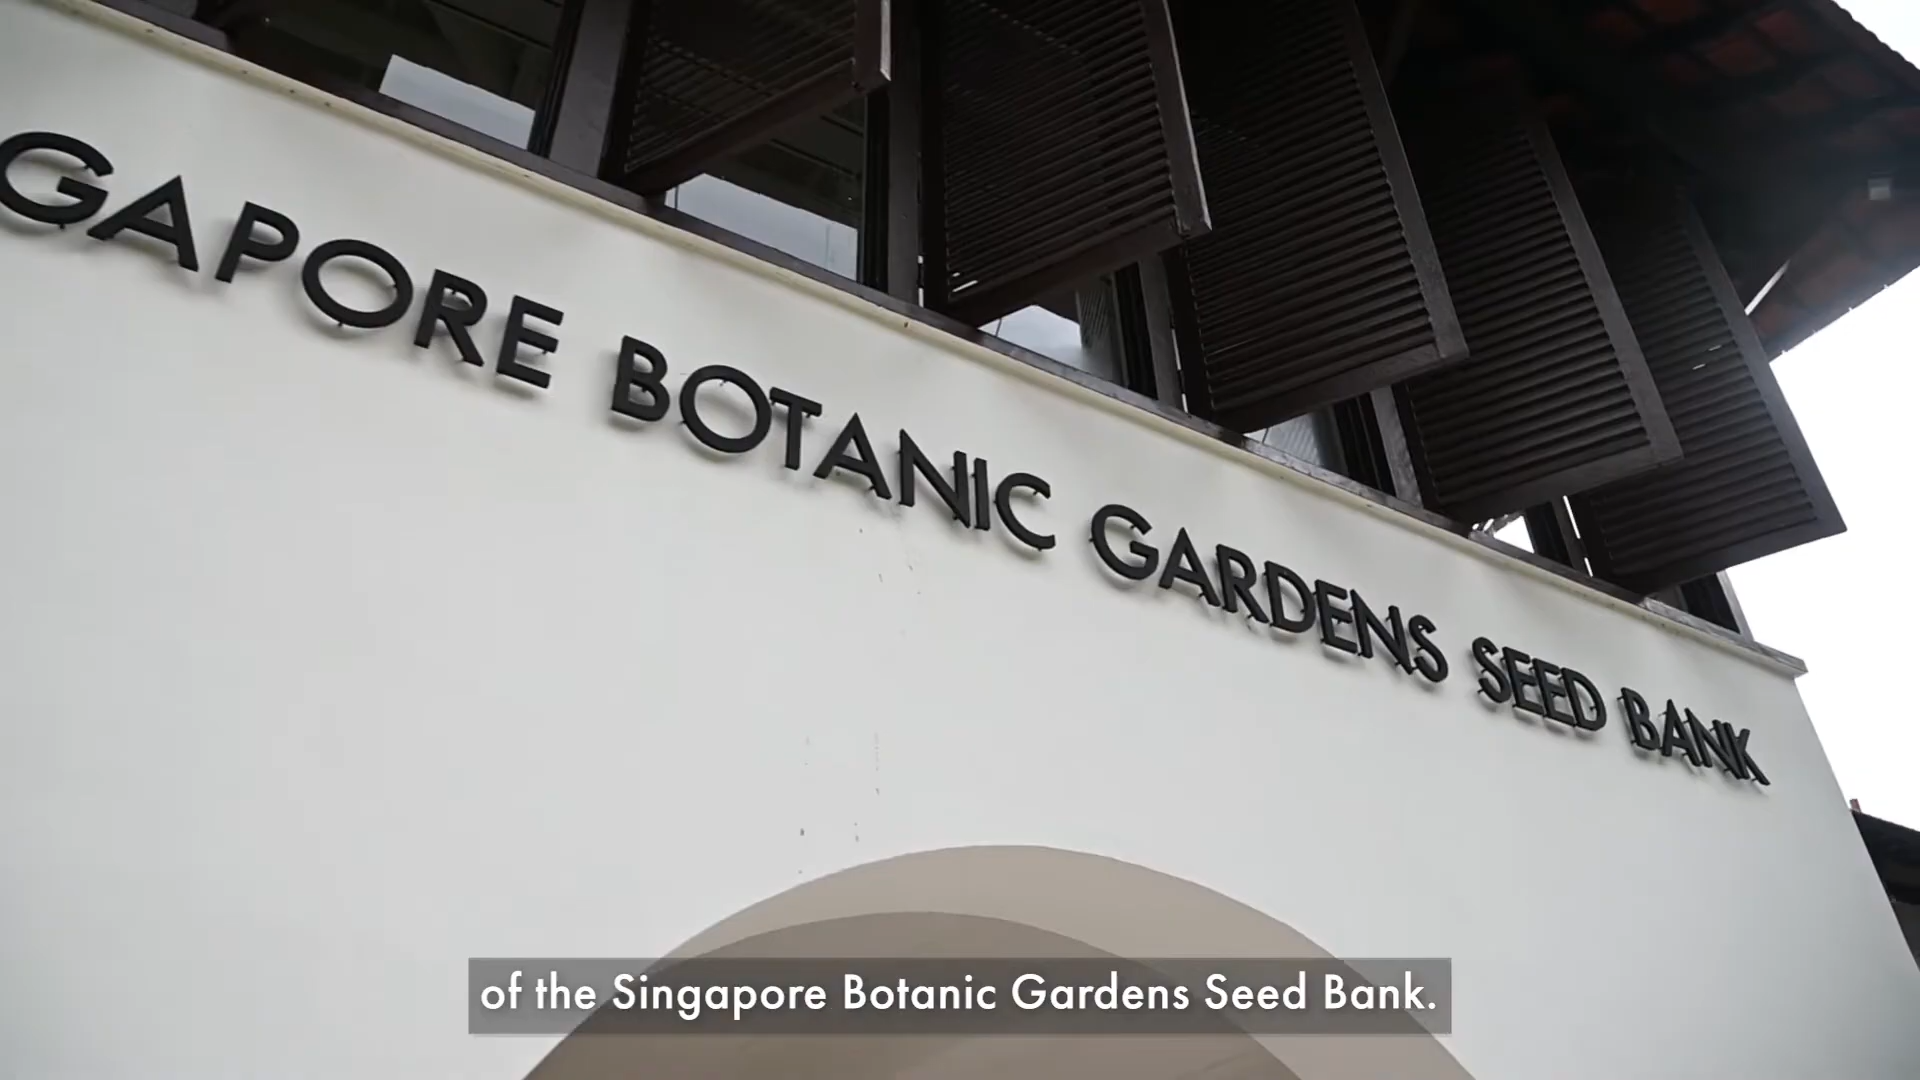 GAPORE BOTANIC GARDENS SEED BANK
of the Singapore Botanic Gardens Seed Bank.